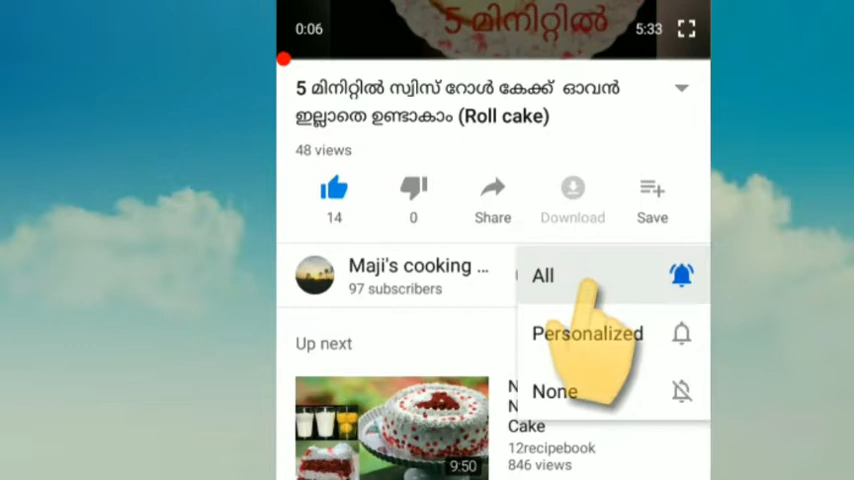 5 മിനിറ്റിൽ
0:06
5:33
5 മിനിറ്റിൽ സ്വിസ് റോൾ കേക്ക് ഓവൻ
ഇല്ലാതെ ഉണ്ടാകാം (Roll cake)
48 views
14
0
Share
Download
Save
Maji's cooking ...
97 subscribers
All
Personalized
None
Up next
Cake
12recipebook
846 views
9:50